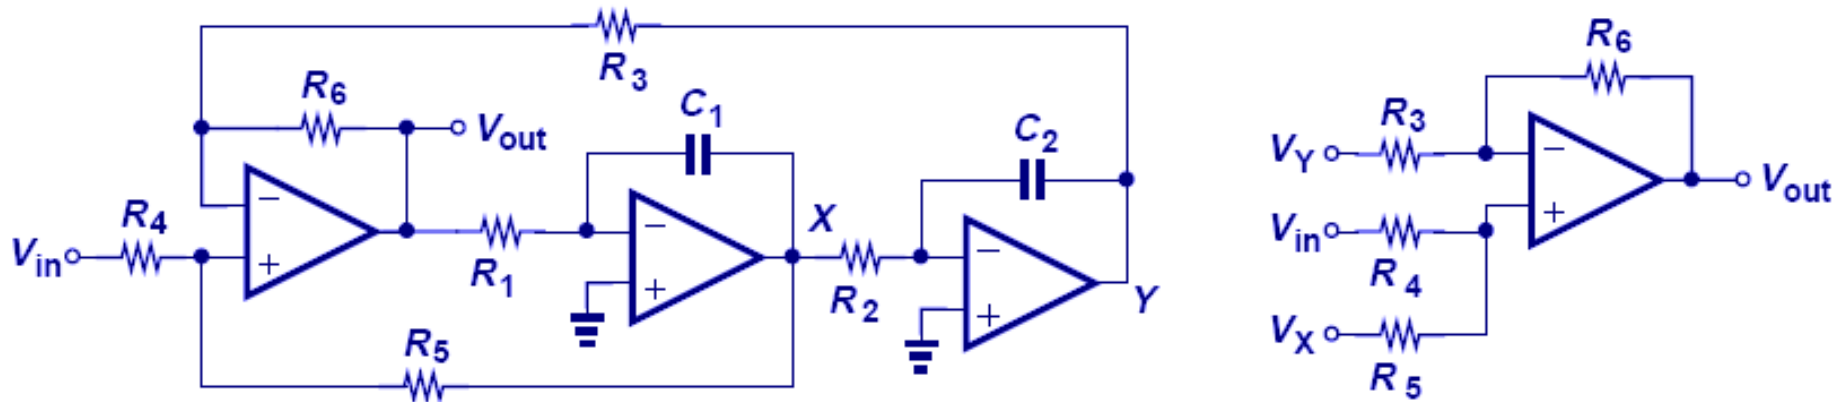 R3
R6
C1
Vout
C2
R4
Vin
−
+
R1
−
+
X
R2
−
+
Y
R5
R6
R3
VY
−
Vout
Vin
+
R4
VX
R5